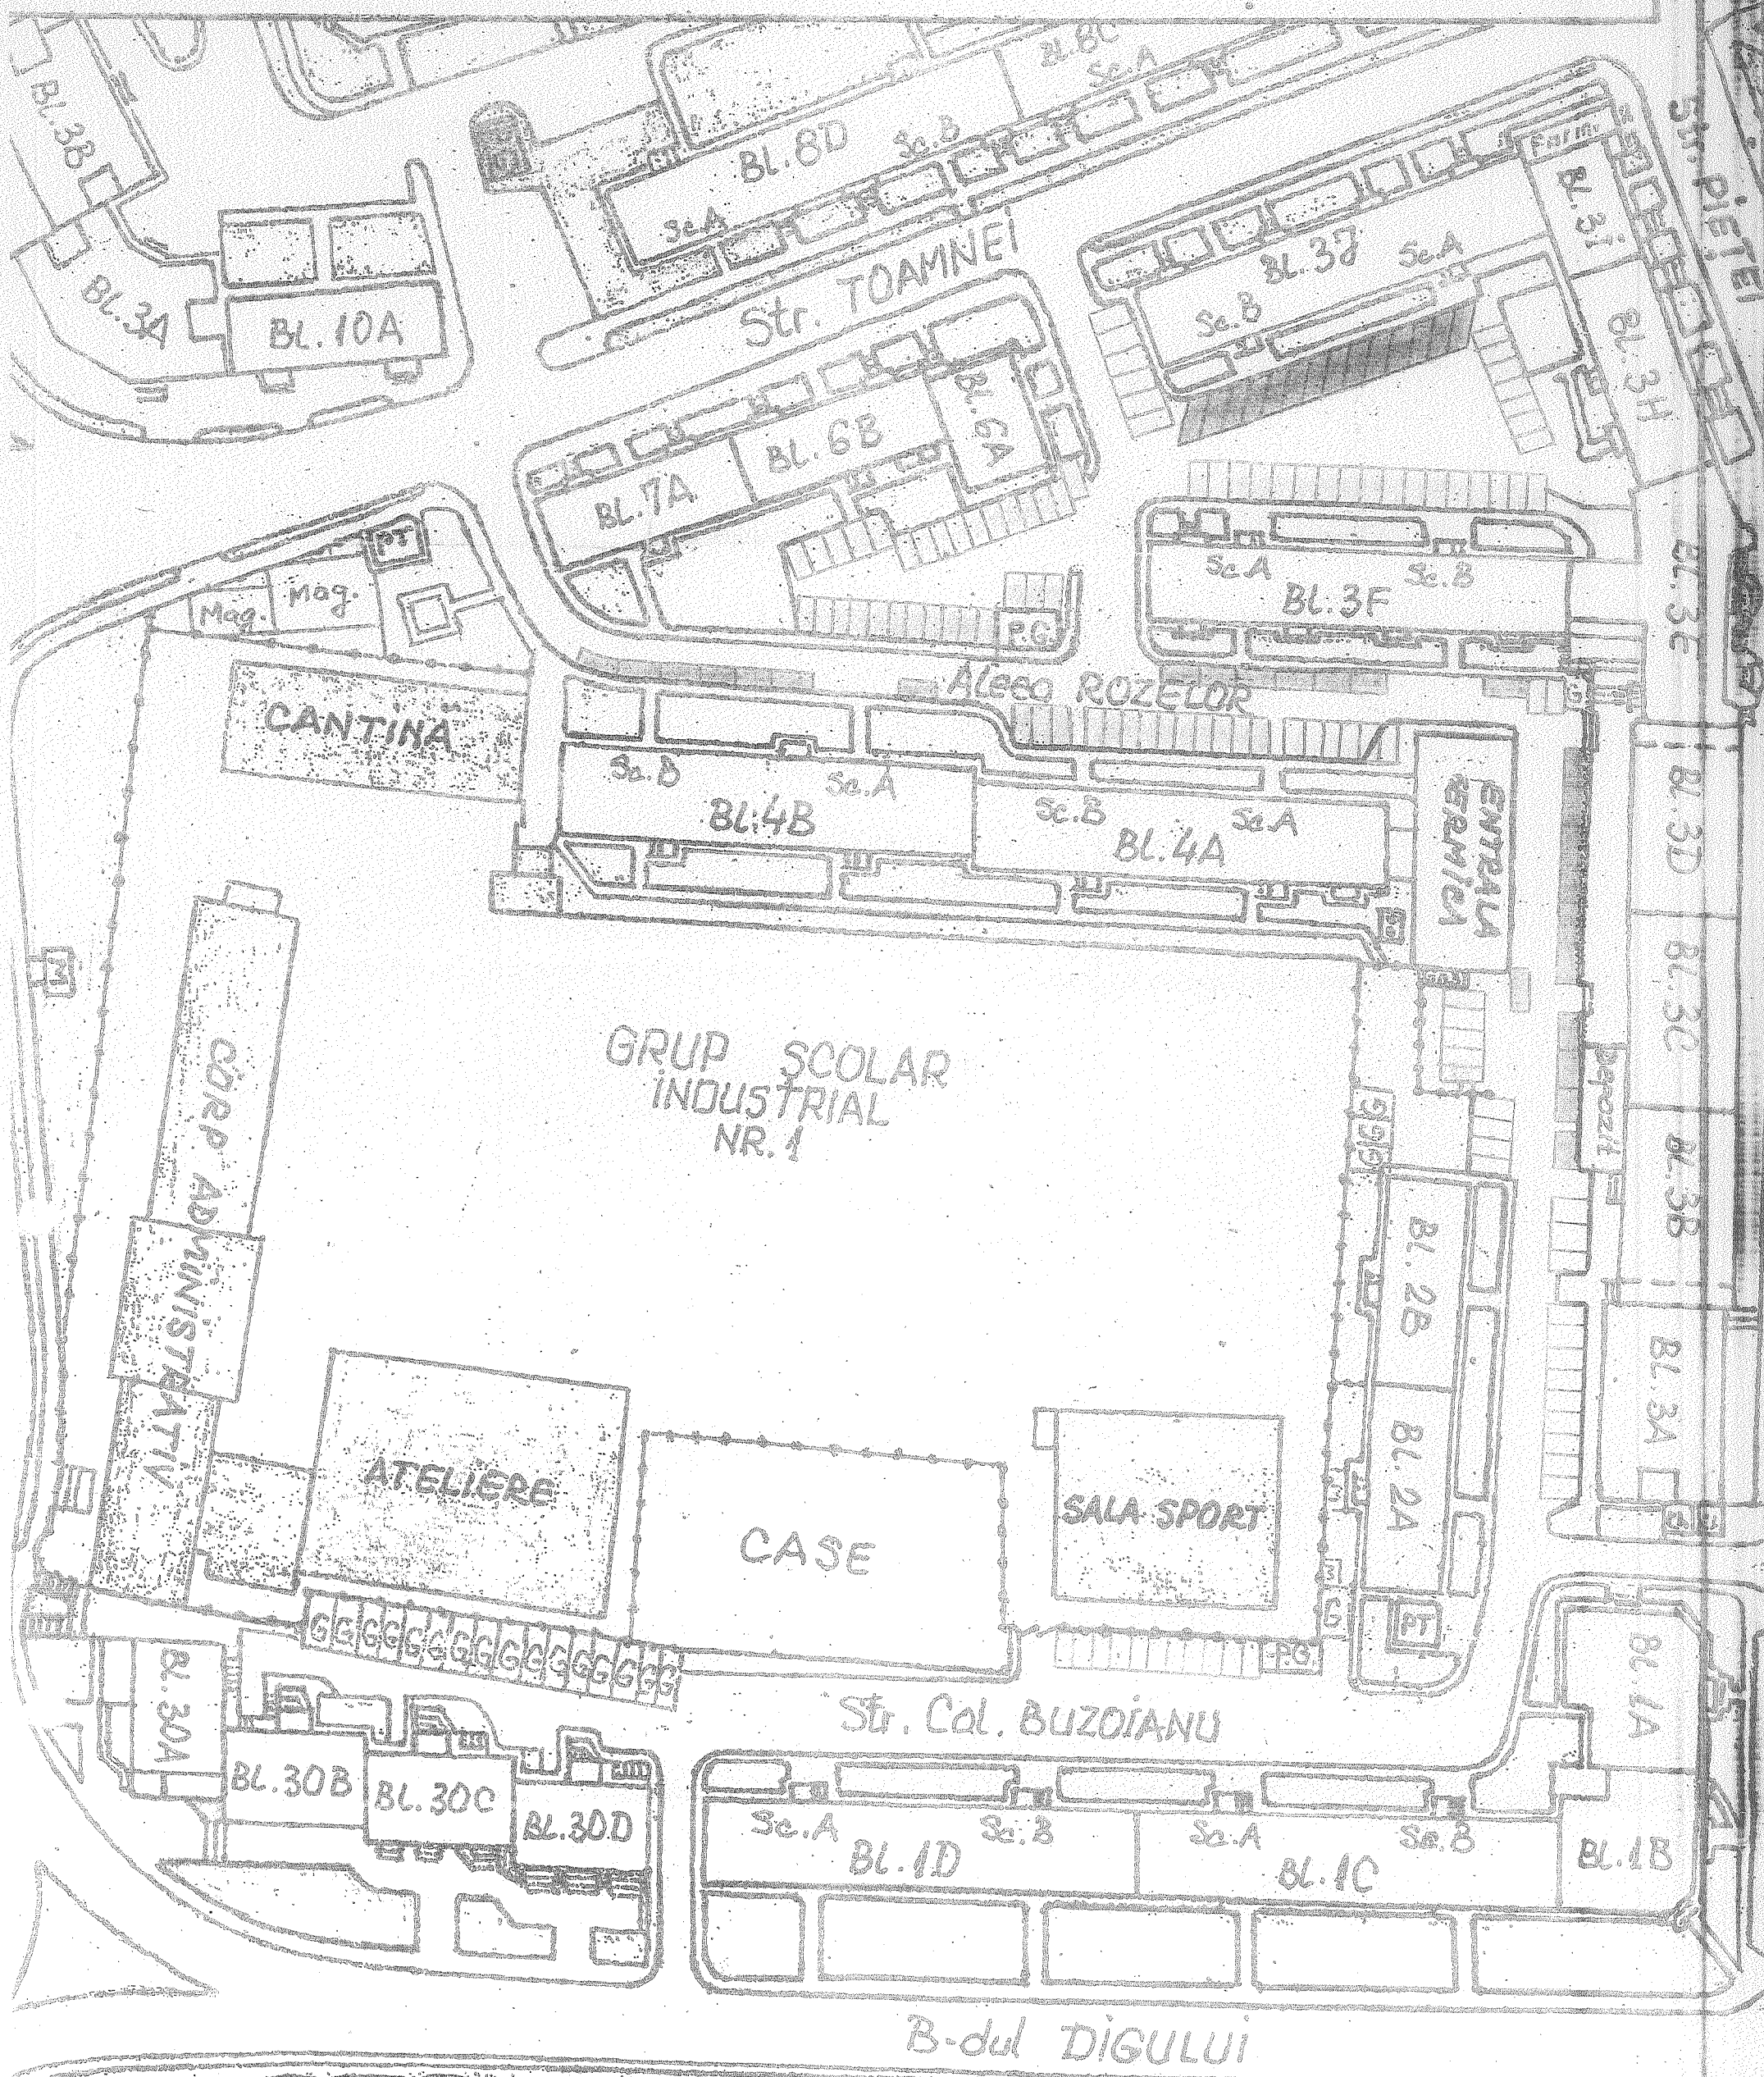 BL.8C
Sc.A
BL.3B
BL.8D
Sc.B
Sc.A
Str. PIETEI
BL.3I
BL.3A
BL.10A
Str. TOAMNEI
BL.3J
Sc.A
Sc.B
BL.3H
BL.6A
BL.6B
BL.7A
PT
Mag.
Mag.
Sc.A
Sc.B
BL.3F
BL.3E
P.G.
Aleea ROZELOR
G
CANTINA
Sc.B
Sc.A
BL.4B
Sc.B
Sc.A
BL.4A
ENTRALA
ERMICA
BL.3D
BL.3C
CORP ADMINISTRATIV
GRUP SCOLAR
INDUSTRIAL
NR. 1
Depozit
G G
G G
BL.3B
BL.2B
BL.3A
BL.2A
ATELIERE
CASE
SALA SPORT
G
PT
P.G.
G G G G G G G G G G G G G G G G
BL.1A
BL.30A
BL.30B
BL.30C
BL.30D
Str. Col. BUZOIANU
Sc.A
Sc.B
BL.1D
Sc.A
Sc.B
BL.1C
BL.1B
B-dul DIGULUI